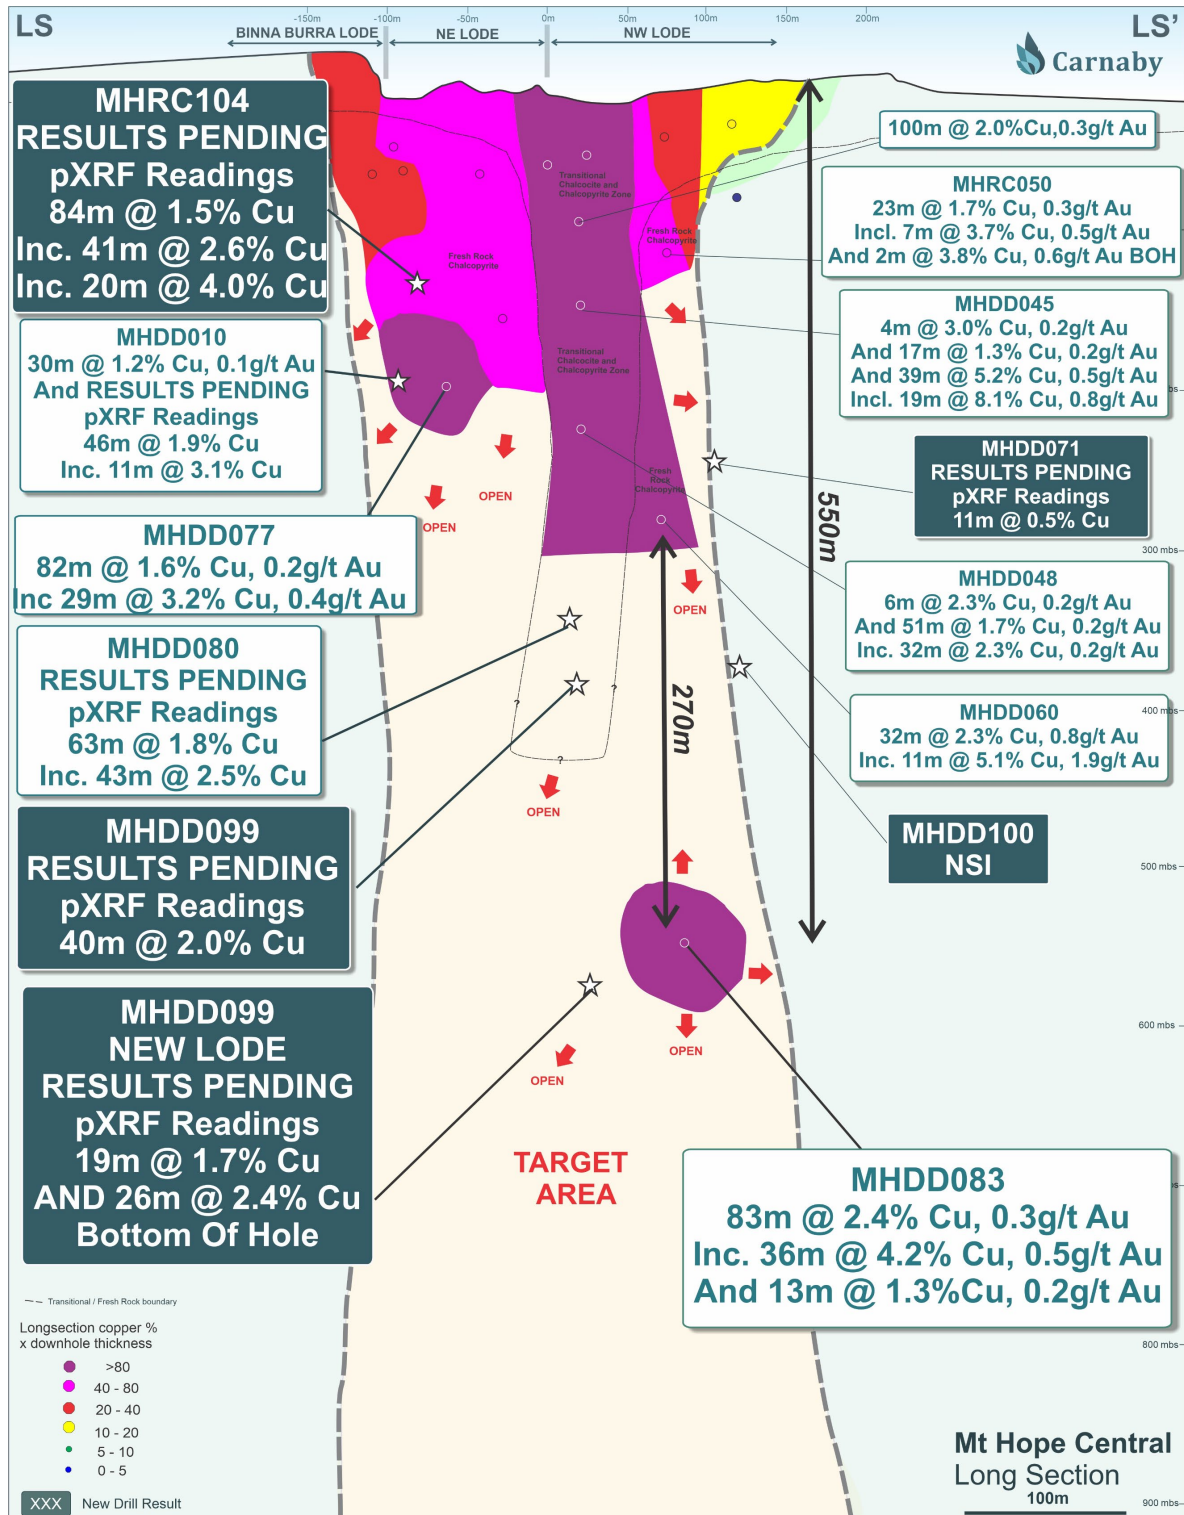 LS
-150m
-100m
-50m
0m
50m
100m
150m
200m
LS'
BINNA BURRA LODE
NE LODE
NW LODE
Carnaby
MHRC104
RESULTS PENDING
pXRF Readings
84m @ 1.5% Cu
Inc. 41m @ 2.6% Cu
Inc. 20m @ 4.0% Cu
MHDD010
30m @ 1.2% Cu, 0.1g/t Au
And RESULTS PENDING
pXRF Readings
46m @ 1.9% Cu
Inc. 11m @ 3.1% Cu
MHDD077
82m @ 1.6% Cu, 0.2g/t Au
Inc 29m @ 3.2% Cu, 0.4g/t Au
MHDD080
RESULTS PENDING
pXRF Readings
63m @ 1.8% Cu
Inc. 43m @ 2.5% Cu
MHDD099
RESULTS PENDING
pXRF Readings
40m @ 2.0% Cu
MHDD099
NEW LODE
RESULTS PENDING
pXRF Readings
19m @ 1.7% Cu
AND 26m @ 2.4% Cu
Bottom Of Hole
Transitional
Chalcocite and
Chalcopyrite Zone
Fresh Rock
Chalcopyrite
Fresh Rock
Chalcopyrite
Transitional
Chalcocite and
Chalcopyrite Zone
Fresh
Rock
Chalcopyrite
OPEN
OPEN
OPEN
?
?
?
OPEN
OPEN
OPEN
270m
550m
TARGET
AREA
100m @ 2.0%Cu,0.3g/t Au
MHRC050
23m @ 1.7% Cu, 0.3g/t Au
Incl. 7m @ 3.7% Cu, 0.5g/t Au
And 2m @ 3.8% Cu, 0.6g/t Au BOH
MHDD045
4m @ 3.0% Cu, 0.2g/t Au
And 17m @ 1.3% Cu, 0.2g/t Au
And 39m @ 5.2% Cu, 0.5g/t Au
Incl. 19m @ 8.1% Cu, 0.8g/t Au
MHDD071
RESULTS PENDING
pXRF Readings
11m @ 0.5% Cu
300 mbs
MHDD048
6m @ 2.3% Cu, 0.2g/t Au
And 51m @ 1.7% Cu, 0.2g/t Au
Inc. 32m @ 2.3% Cu, 0.2g/t Au
400 mbs
MHDD060
32m @ 2.3% Cu, 0.8g/t Au
Inc. 11m @ 5.1% Cu, 1.9g/t Au
MHDD100
NSI
500 mbs
600 mbs
MHDD083
83m @ 2.4% Cu, 0.3g/t Au
Inc. 36m @ 4.2% Cu, 0.5g/t Au
And 13m @ 1.3%Cu, 0.2g/t Au
800 mbs
900 mbs
Transitional / Fresh Rock boundary
Longsection copper %
x downhole thickness
>80
40 - 80
20 - 40
10 - 20
5 - 10
0 - 5
XXX New Drill Result
Mt Hope Central
Long Section
100m